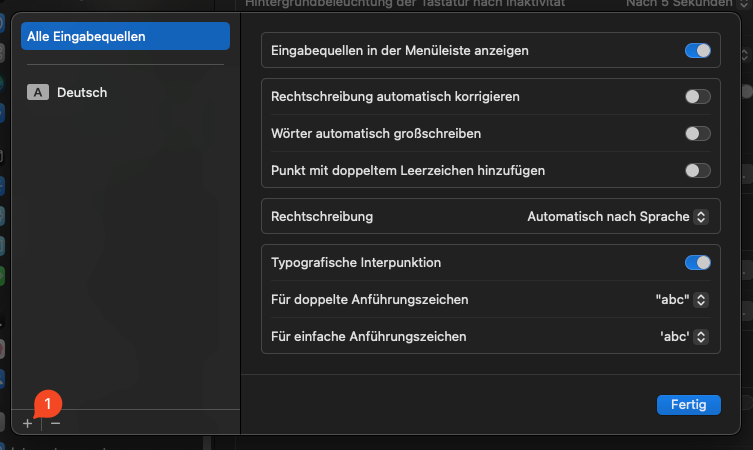 Hintergrundbeleuchtung der Tastatur nach Inaktivität
Nach 5 Sekunden
Alle Eingabequellen
A Deutsch
Eingabequellen in der Menüleiste anzeigen
Rechtschreibung automatisch korrigieren
Wörter automatisch großschreiben
Punkt mit doppeltem Leerzeichen hinzufügen
Rechtschreibung Automatisch nach Sprache
Typografische Interpunktion
Für doppelte Anführungszeichen "abc"
Für einfache Anführungszeichen 'abc'
1
+ −
Fertig